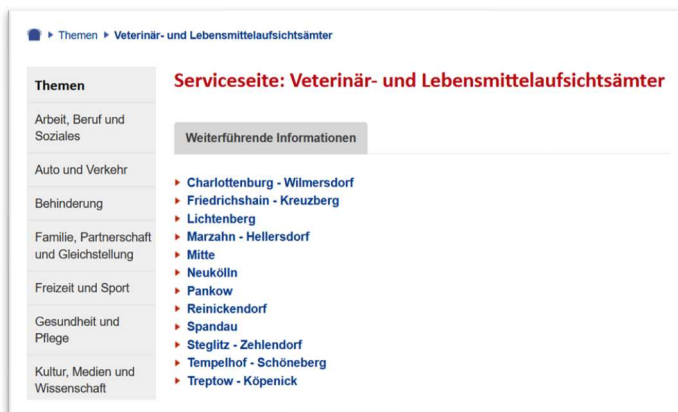 Themen Veterinär- und Lebensmittelaufsichtsämter
Themen
Arbeit, Beruf und
Soziales
Auto und Verkehr
Behinderung
Familie, Partnerschaft
und Gleichstellung
Freizeit und Sport
Gesundheit und
Pflege
Kultur, Medien und
Wissenschaft
Serviceseite: Veterinär- und Lebensmittelaufsichtsämter
Weiterführende Informationen
Charlottenburg - Wilmersdorf
Friedrichshain - Kreuzberg
Lichtenberg
Marzahn - Hellersdorf
Mitte
Neukölln
Pankow
Reinickendorf
Spandau
Steglitz - Zehlendorf
Tempelhof - Schöneberg
Treptow - Köpenick